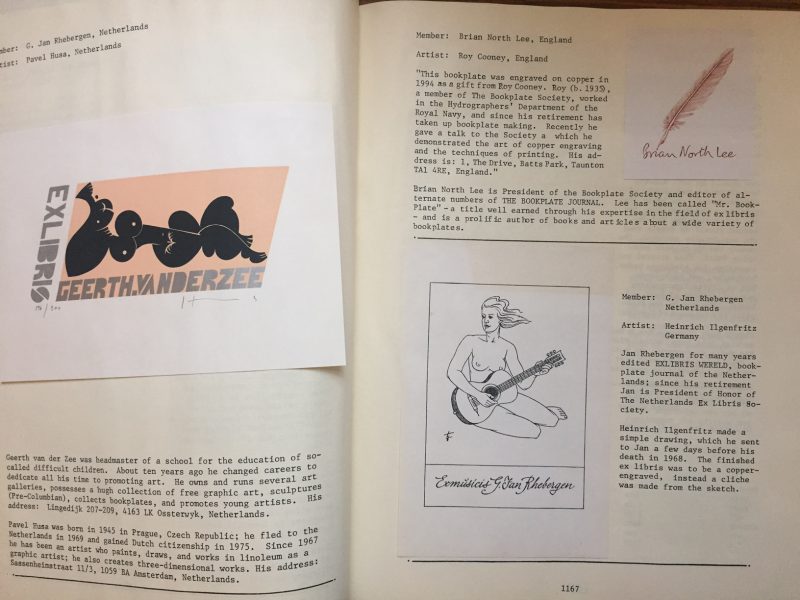 mber: G. Jan Rhebergen, Netherlands
tist: Pavel Husa, Netherlands
EXLIBRIS
GEERTH.VANDERZEE
Geerth van der Zee was headmaster of a school for the education of so-
called difficult children. About ten years ago he changed careers to
dedicate all his time to promoting art. He owns and runs several art
galleries, possesses a hugh collection of free graphic art, sculptures
(Pre-Columbian), collects bookplates, and promotes young artists. His
address: Lingedijk 207-209, 4163 LK Oosterwyk, Netherlands.
Pavel Husa was born in 1945 in Prague, Czech Republic; he fled to the
Netherlands in 1969 and gained Dutch citizenship in 1975. Since 1967
he has been an artist who paints, draws, and works in linoleum as a
graphic artist; he also creates three-dimensional works. His address:
Sassenheimstraat 11/3, 1059 BA Amsterdam, Netherlands.
Member: Brian North Lee, England
Artist: Roy Cooney, England
"This bookplate was engraved on copper in
1994 as a gift from Roy Cooney. Roy (b. 1935),
a member of The Bookplate Society, worked
in the Hydrographers' Department of the
Royal Navy, and since his retirement has
taken up bookplate making. Recently he
gave a talk to the Society a which he
demonstrated the art of copper engraving
and the techniques of printing. His ad-
dress is: 1, The Drive, Batts Park, Taunton
TA1 4RE, England."
Brian North Lee
Brian North Lee is President of the Bookplate Society and editor of al-
ternate numbers of THE BOOKPLATE JOURNAL. Lee has been called "Mr. Book-
Plate" - a title well earned through his expertise in the field of ex libris
- and is a prolific author of books and articles about a wide variety of
bookplates.
Exmusicis G. Jan Rhebergen
Member: G. Jan Rhebergen
Netherlands
Artist: Heinrich Ilgenfritz
Germany
Jan Rhebergen for many years
edited EXLIBRIS WERELD, book-
plate journal of the Nether-
lands; since his retirement
Jan is President of Honor of
The Netherlands Ex Libris So-
ciety.
Heinrich Ilgenfritz made a
simple drawing, which he sent
to Jan a few days before his
death in 1968. The finished
ex libris was to be a copper-
engraved, instead a cliche
was made from the sketch.
1167